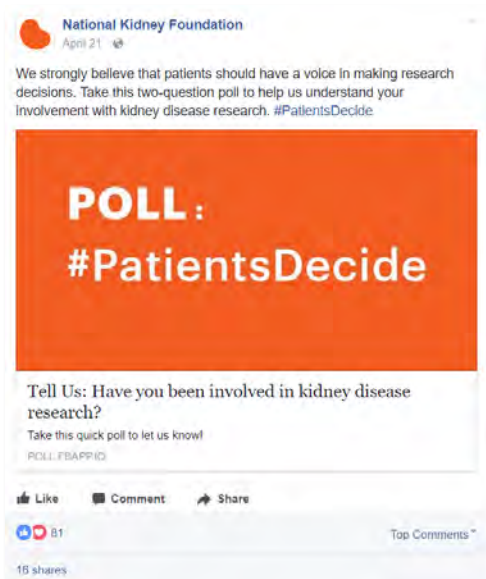 National Kidney Foundation
April 21
We strongly believe that patients should have a voice in making research
decisions. Take this two-question poll to help us understand your
involvement with kidney disease research. #PatientsDecide
POLL:
#PatientsDecide
Tell Us: Have you been involved in kidney disease
research?
Take this quick poll to let us know!
POLL.FBAPP.IO
Like Comment Share
81 Top Comments
16 shares